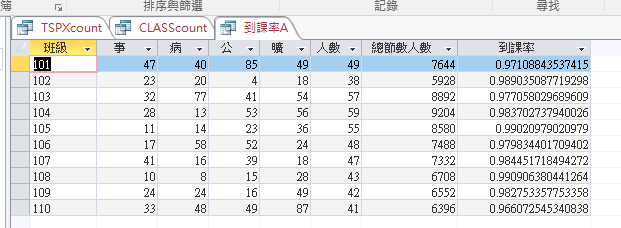 簿 排序與篩選 記錄 尋找
TSPXcount CLASScount 到課率A
班級 事 病 公 曠 人數 總節數人數 到課率
101 47 40 85 49 49 7644 0.97108843537415
102 23 20 4 18 38 5928 0.989035087719298
103 32 77 41 54 57 8892 0.977058029689609
104 28 13 53 56 59 9204 0.983702737940026
105 11 14 23 36 55 8580 0.99020979020979
106 17 58 52 24 48 7488 0.979834401709402
107 41 16 39 18 47 7332 0.984451718494272
108 10 8 15 28 43 6708 0.990906380441264
109 24 24 16 49 42 6552 0.982753357753358
110 33 48 49 87 41 6396 0.966072545340838